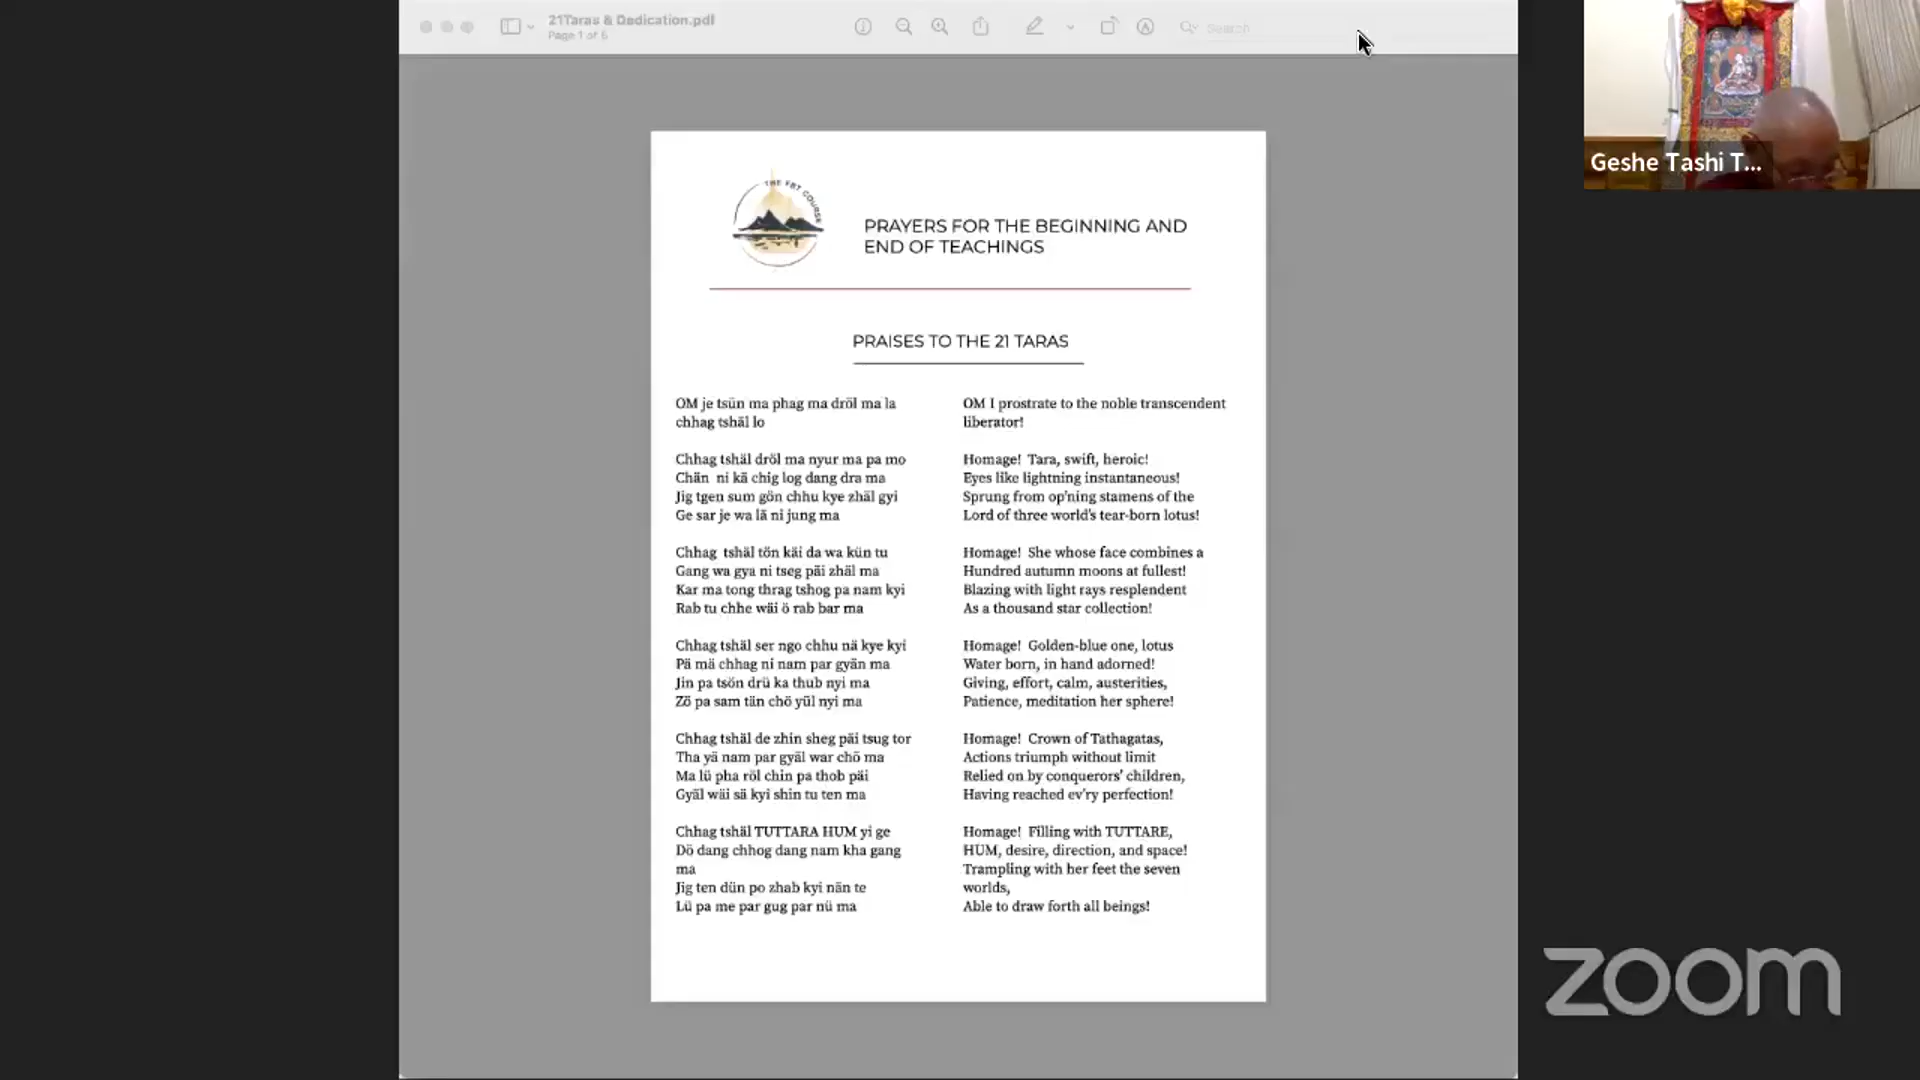 21Taras & Dedication.pdf
Page 1 of 6
Search
Geshe Tashi T...
THE FBT COURSE
PRAYERS FOR THE BEGINNING AND
END OF TEACHINGS
PRAISES TO THE 21 TARAS
OM je tsün ma phag ma dröl ma la
chhag tshäl lo
Chhag tshäl dröl ma nyur ma pa mo
Chän ni kä chig log dang dra ma
Jig tgen sum gön chhu kye zhäl gyi
Ge sar je wa lä ni jung ma
Chhag tshäl tön käi da wa kün tu
Gang wa gya ni tseg päi zhäl ma
Kar ma tong thrag tshog pa nam kyi
Rab tu chhe wäi ö rab bar ma
Chhag tshäl ser ngo chhu nä kye kyi
Pä mä chhag ni nam par gyän ma
Jin pa tsön drü ka thub nyi ma
Zö pa sam tän chö yül nyi ma
Chhag tshäl de zhin sheg päi tsug tor
Tha yä nam par gyäl war chö ma
Ma lü pha röl chin pa thob päi
Gyäl wäi sä kyi shin tu ten ma
Chhag tshäl TUTTARA HUM yi ge
Dö dang chhog dang nam kha gang
ma
Jig ten dün po zhab kyi nän te
Lü pa me par gug par nü ma
OM I prostrate to the noble transcendent
liberator!
Homage! Tara, swift, heroic!
Eyes like lightning instantaneous!
Sprung from op'ning stamens of the
Lord of three world's tear-born lotus!
Homage! She whose face combines a
Hundred autumn moons at fullest!
Blazing with light rays resplendent
As a thousand star collection!
Homage! Golden-blue one, lotus
Water born, in hand adorned!
Giving, effort, calm, austerities,
Patience, meditation her sphere!
Homage! Crown of Tathagatas,
Actions triumph without limit
Relied on by conquerors' children,
Having reached ev'ry perfection!
Homage! Filling with TUTTARE,
HUM, desire, direction, and space!
Trampling with her feet the seven
worlds,
Able to draw forth all beings!
zoom